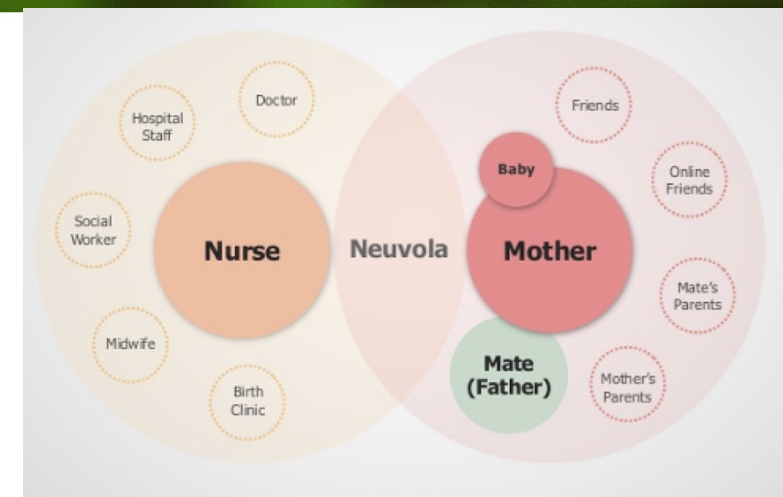 Doctor
Hospital
Staff
Social
Worker
Nurse
Midwife
Birth
Clinic
Neuvola
Friends
Baby
Online
Friends
Mother
Mate's
Parents
Mate
(Father)
Mother's
Parents